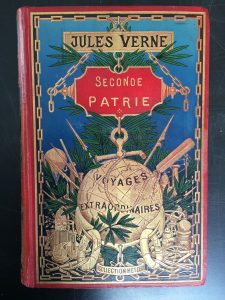 JULES VERNE
SECONDE
PATRIE
VOYAGES
EXTRAORDINAIRES
COLLECTION HETZEL